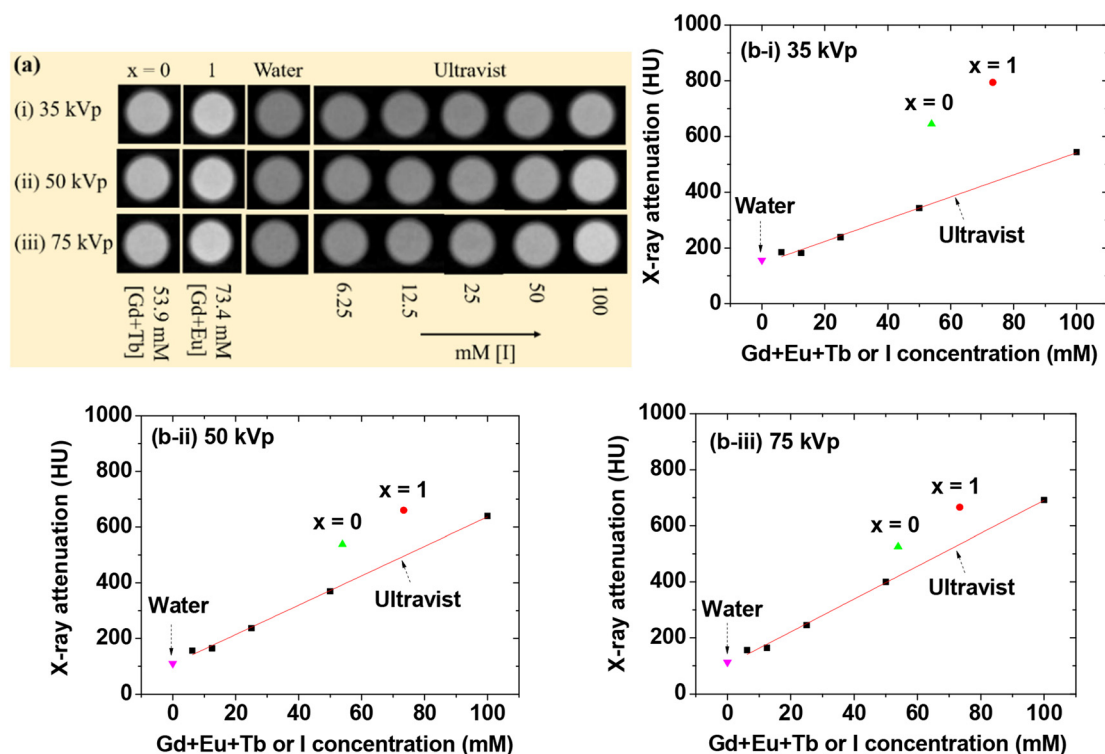 (a)
x = 0 1 Water Ultravist
(i) 35 kVp
(ii) 50 kVp
(iii) 75 kVp
53.9 mM
[Gd+Tb]
73.4 mM
[Gd+Eu]
6.25 12.5 25 50 100
mM [I]
(b-i) 35 kVp
X-ray attenuation (HU)
1000
800
600
400
200
0
x = 1
x = 0
Water
Ultravist
0 20 40 60 80 100
Gd+Eu+Tb or I concentration (mM)
(b-ii) 50 kVp
X-ray attenuation (HU)
1000
800
600
400
200
0
x = 1
x = 0
Water
Ultravist
0 20 40 60 80 100
Gd+Eu+Tb or I concentration (mM)
(b-iii) 75 kVp
X-ray attenuation (HU)
1000
800
600
400
200
0
x = 1
x = 0
Water
Ultravist
0 20 40 60 80 100
Gd+Eu+Tb or I concentration (mM)